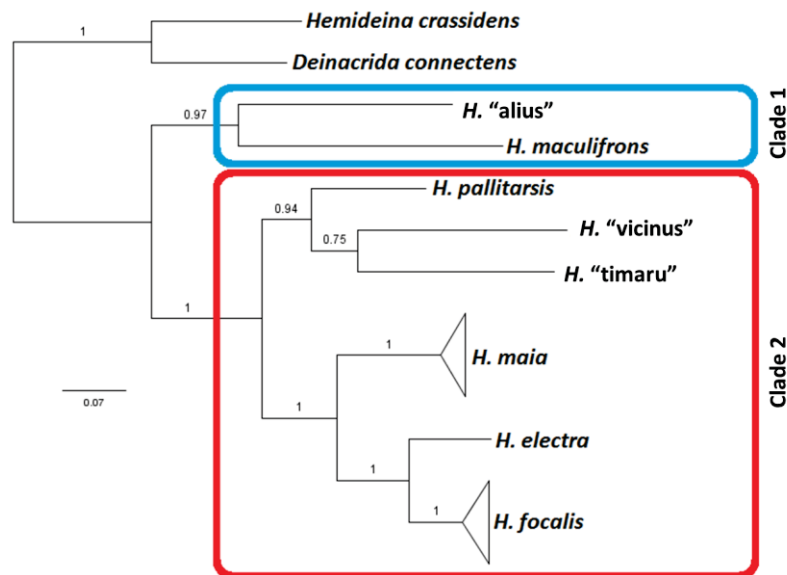 1
Hemideina crassidens
Deinacrida connectens
0.97
H. “alius”
H. maculifrons
Clade 1
H. pallitarsis
0.94
H. “vicinus”
0.75
H. “timaru”
1
1
H. maia
0.07
1
H. electra
1
1
H. focalis
Clade 2